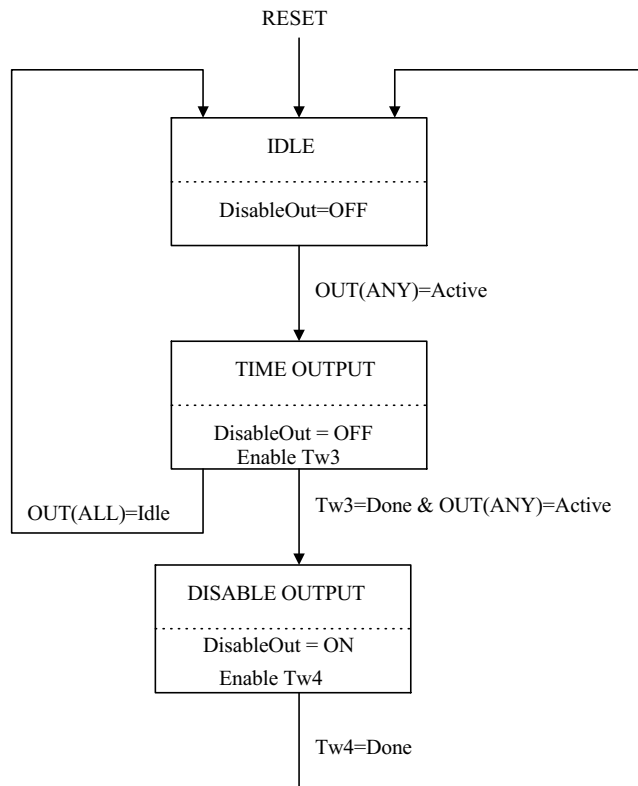 RESET
IDLE
DisableOut=OFF
OUT(ANY)=Active
TIME OUTPUT
DisableOut = OFF
Enable Tw3
OUT(ALL)=Idle
Tw3=Done & OUT(ANY)=Active
DISABLE OUTPUT
DisableOut = ON
Enable Tw4
Tw4=Done